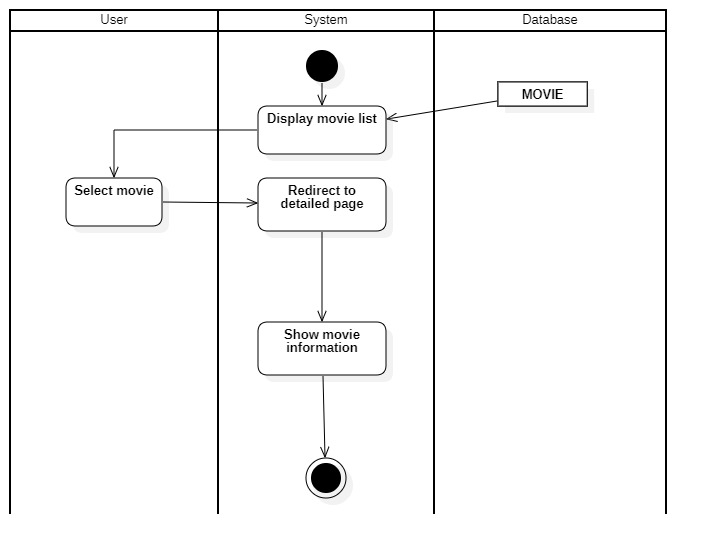 User
System
Database
MOVIE
Display movie list
Select movie
Redirect to
detailed page
Show movie
information